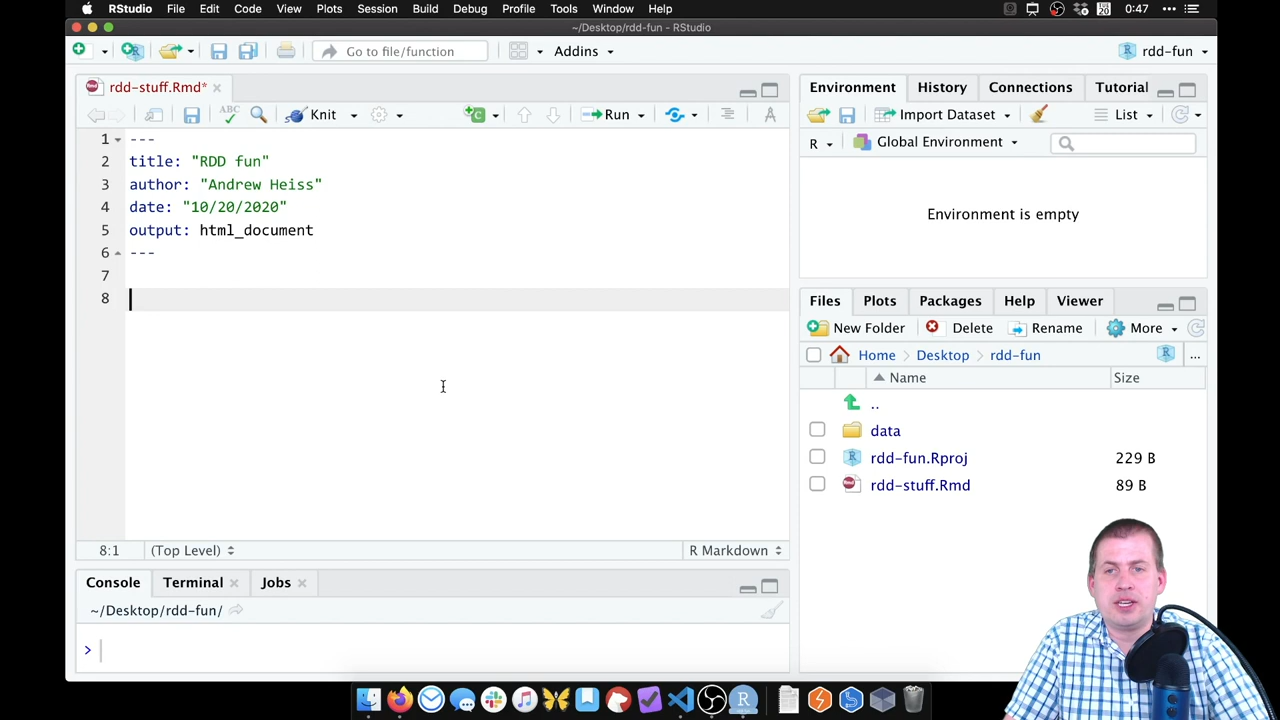 RStudio File Edit Code View Plots Session Build Debug Profile Tools Window Help 0:47
~/Desktop/rdd-fun - RStudio
Go to file/function Addins rdd-fun
rdd-stuff.Rmd*
ABC Knit Run
1 ---
2 title: "RDD fun"
3 author: "Andrew Heiss"
4 date: "10/20/2020"
5 output: html_document
6 ---
7
8
8:1 (Top Level) R Markdown
Console Terminal Jobs
~/Desktop/rdd-fun/
>
Environment History Connections Tutorial
Import Dataset List
R Global Environment
Environment is empty
Files Plots Packages Help Viewer
New Folder Delete Rename More
Home Desktop rdd-fun ...
Name Size
..
data
rdd-fun.Rproj 229 B
rdd-stuff.Rmd 89 B